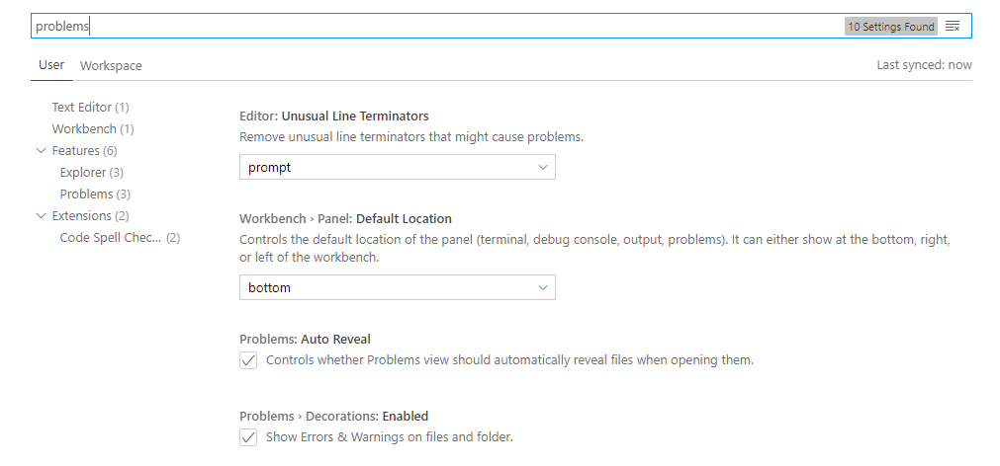 problems
10 Settings Found
User
Workspace
Last synced: now
Text Editor (1)
Workbench (1)
Features (6)
Explorer (3)
Problems (3)
Extensions (2)
Code Spell Chec... (2)
Editor: Unusual Line Terminators
Remove unusual line terminators that might cause problems.
prompt
Workbench › Panel: Default Location
Controls the default location of the panel (terminal, debug console, output, problems). It can either show at the bottom, right,
or left of the workbench.
bottom
Problems: Auto Reveal
Controls whether Problems view should automatically reveal files when opening them.
Problems › Decorations: Enabled
Show Errors & Warnings on files and folder.